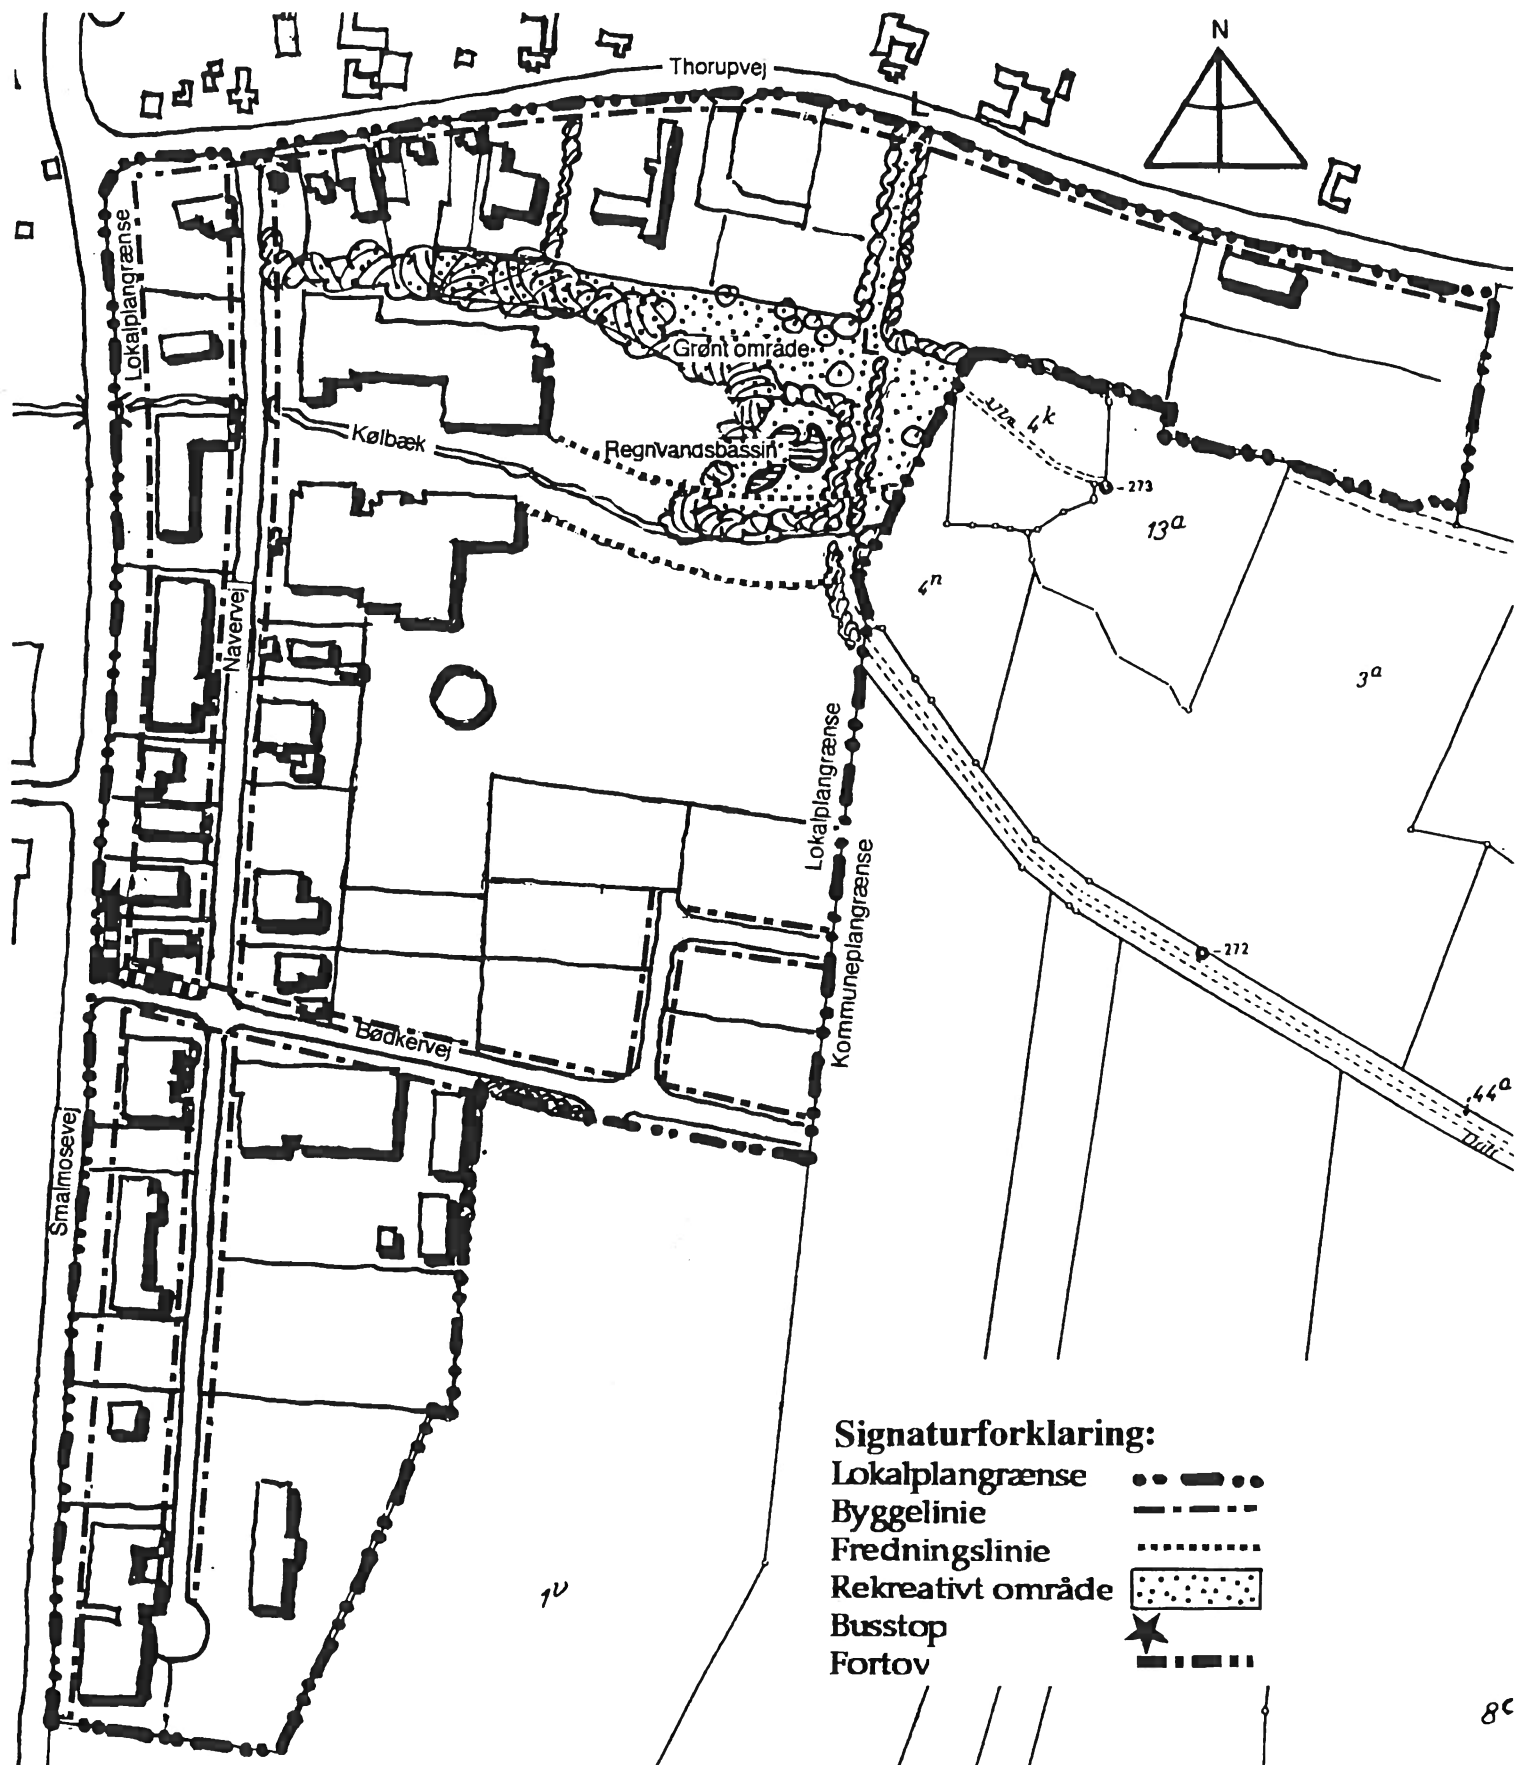 N
Thorupvej
Lokalplangrænse
Grønt område
4k
Kølbæk
Regnvandsbassin
-273
13a
4n
Navervej
3a
Lokalplangrænse
Kommuneplangrænse
-272
Bødkervej
44a
Smalmosevej
Signaturforklaring:
Lokalplangrænse
Byggelinie
Fredningslinie
Rekreativt område
Busstop
Fortov
1v
8c